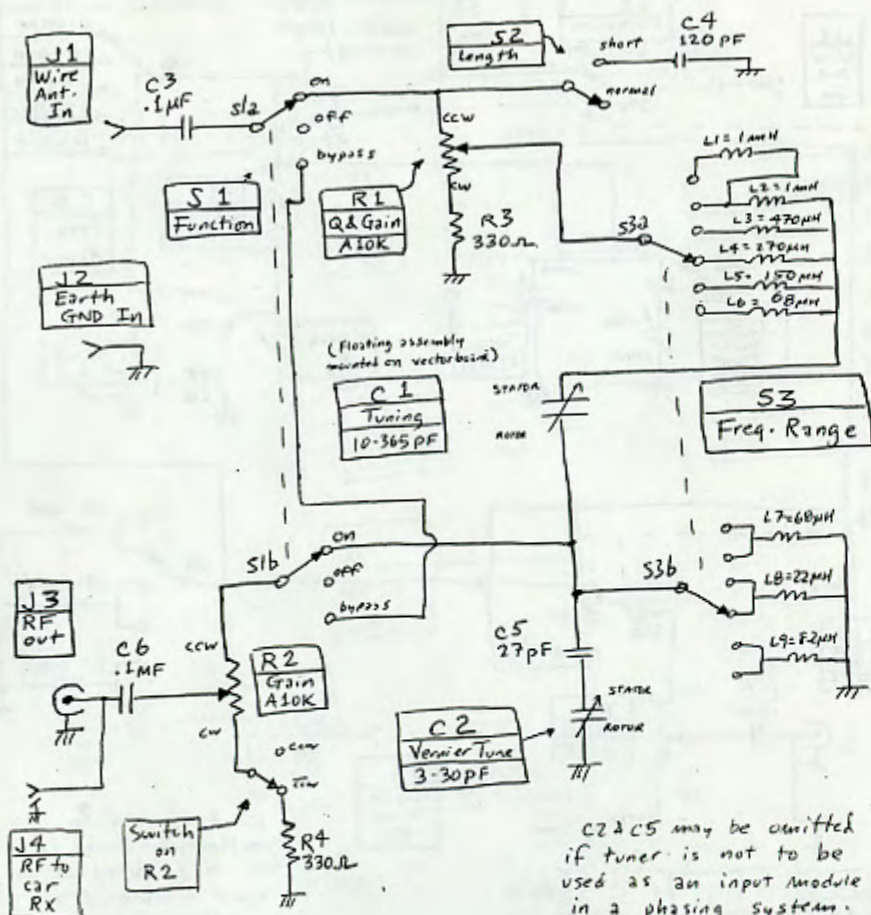 J1
Wire
Ant.
In
C3
.1µF
S1a
on
off
bypass
S2
Length
short
normal
C4
120 PF
S1
Function
CCW
CW
R1
Q&Gain
A10K
R3
330Ω
S3a
L1=1mH
L2=1mH
L3=470µH
L4=270µH
L5=150µH
L6=68µH
J2
Earth
GND In
(Floating assembly
mounted on vectorboard)
C1
Tuning
10-365pF
STATOR
ROTOR
S3
Freq. Range
S1b
on
off
bypass
S3b
L7=68µH
L8=22µH
L9=8.2µH
J3
RF
out
C6
.1MF
CCW
CW
R2
Gain
A10K
C5
27pF
C2
Vernier Tune
3-30pF
STATOR
ROTOR
ccw
J4
RF to
car
Rx
Switch
on
R2
R4
330Ω
C2 & C5 may be omitted
if tuner is not to be
used as an input module
in a phasing system.